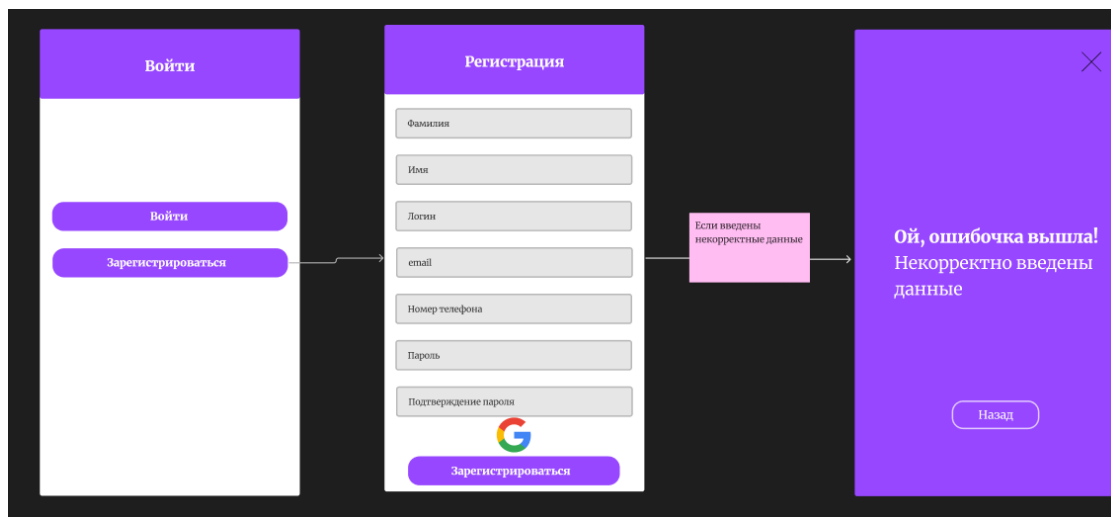 Войти
Войти
Зарегистрироваться
Регистрация
Фамилия
Имя
Логин
email
Номер телефона
Пароль
Подтверждение пароля
Зарегистрироваться
Если введены
некорректные данные
Ой, ошибочка вышла!
Некорректно введены
данные
Назад